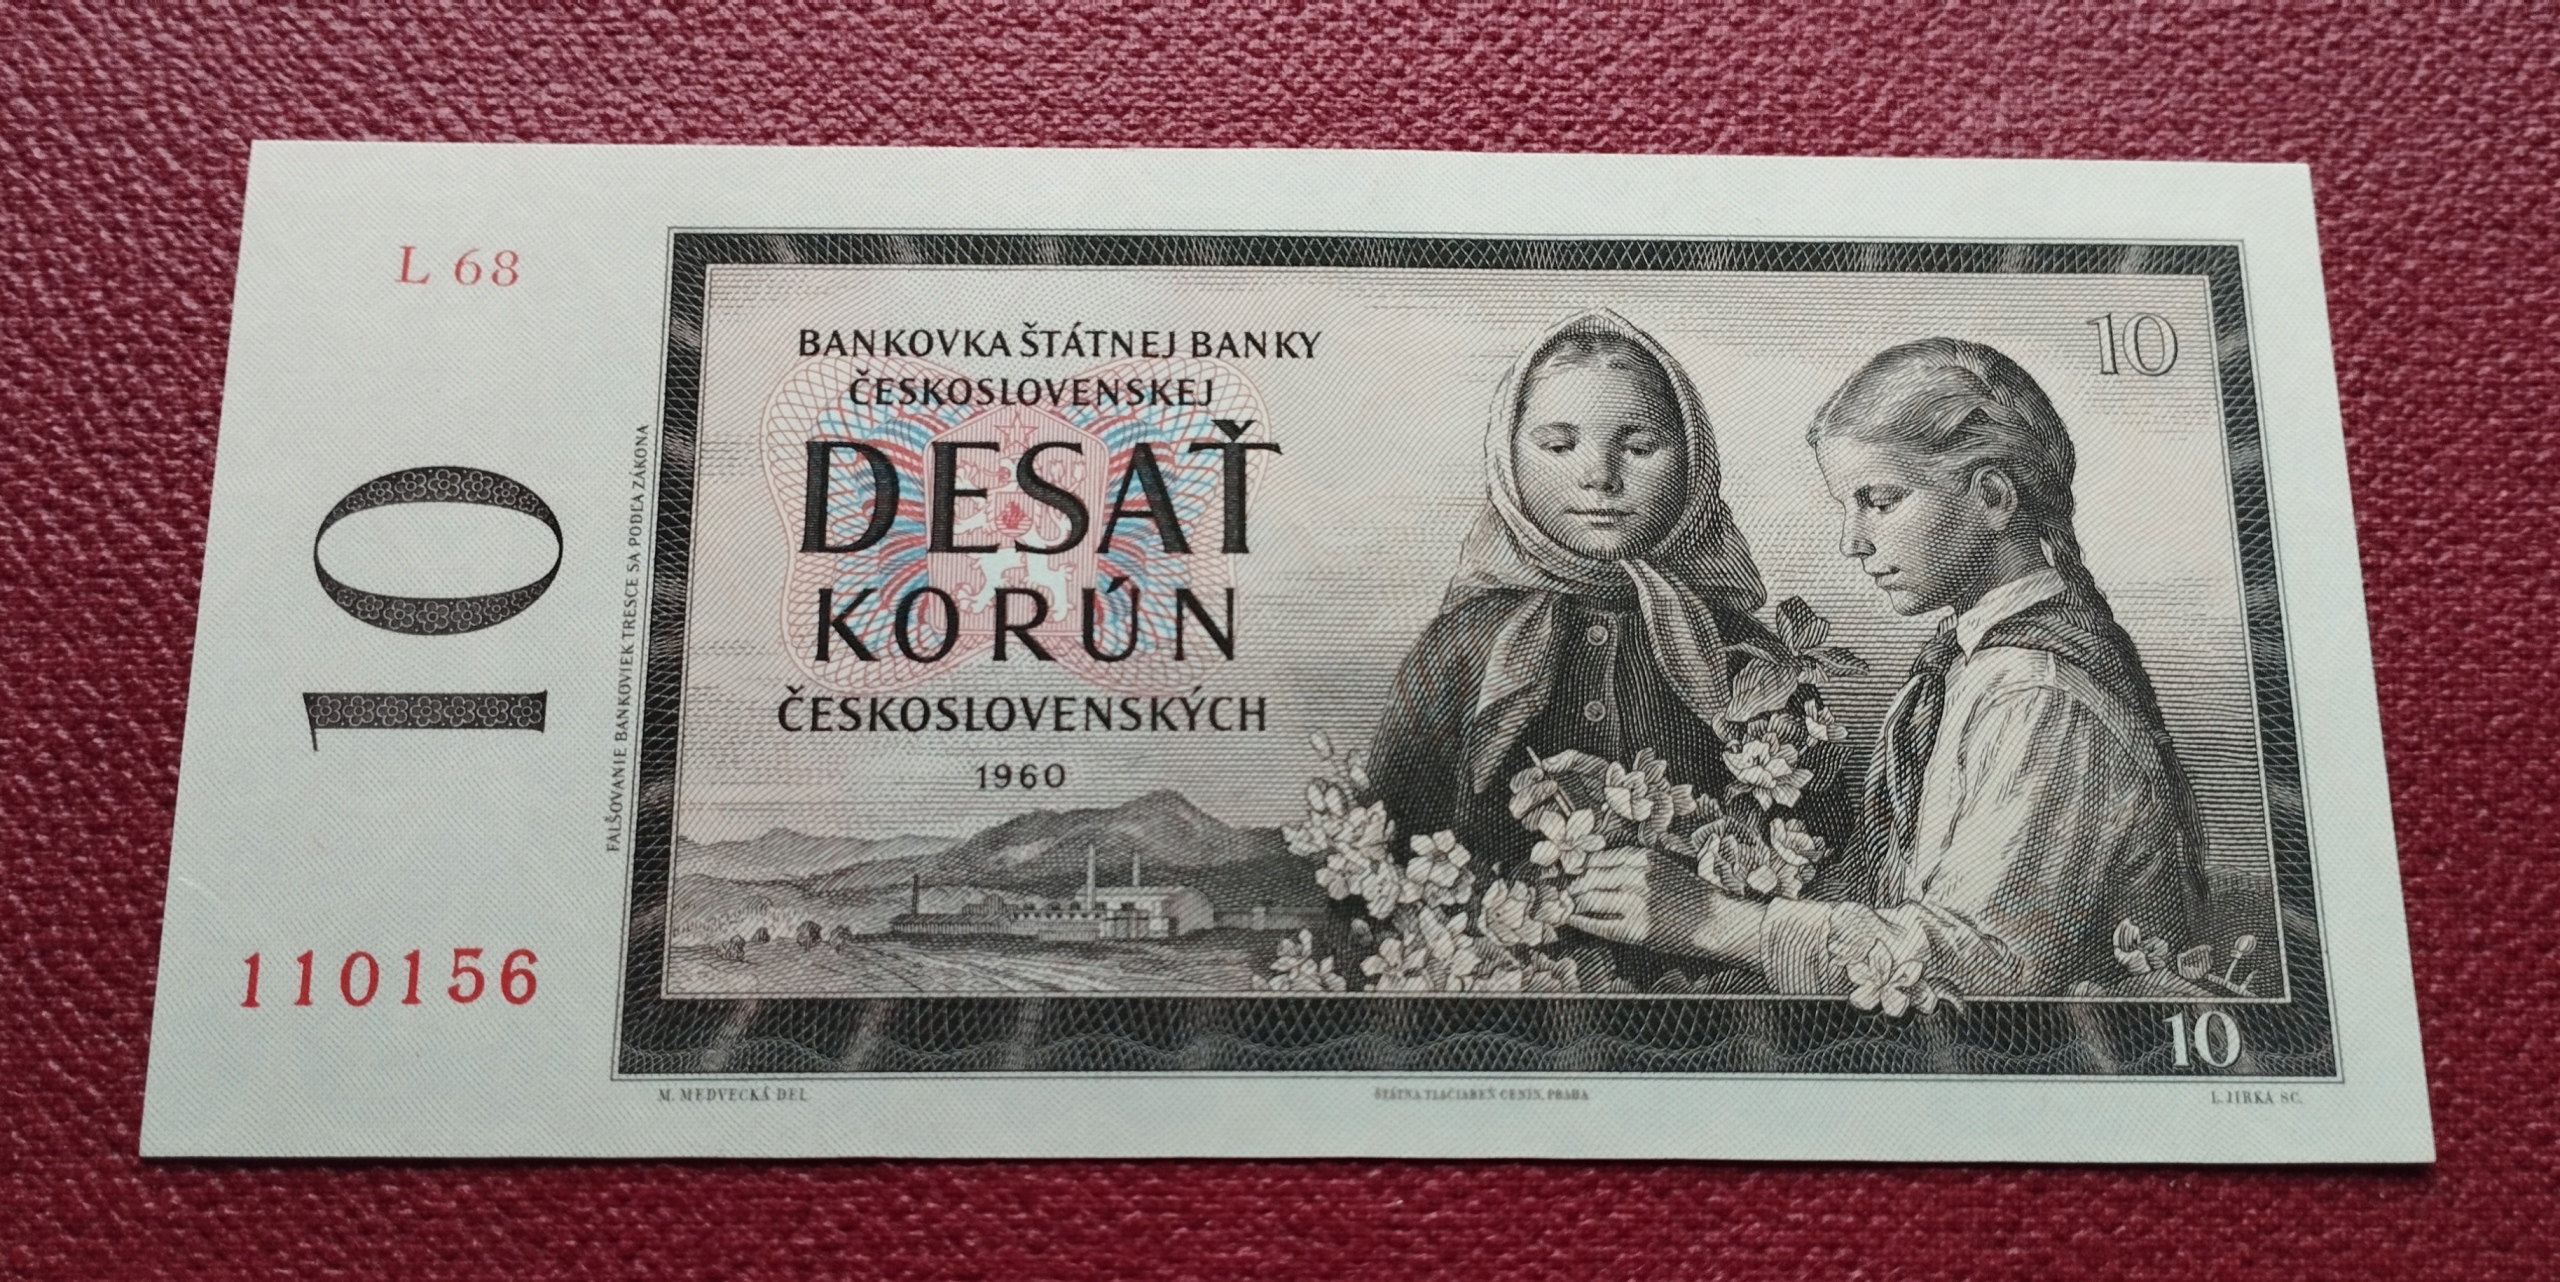 L 68
10
110156
FALŠOVANIE BANKOVIEK TRESCE SA PODĽA ZÁKONA
BANKOVKA ŠTÁTNEJ BANKY
ČESKOSLOVENSKEJ
DESAŤ
KORÚN
ČESKOSLOVENSKÝCH
1960
10
10
M. MEDVECKÁ DEL.
ŠTÁTNA TLAČIAREŇ CENÍN, PRAHA
L. JIRKA SC.